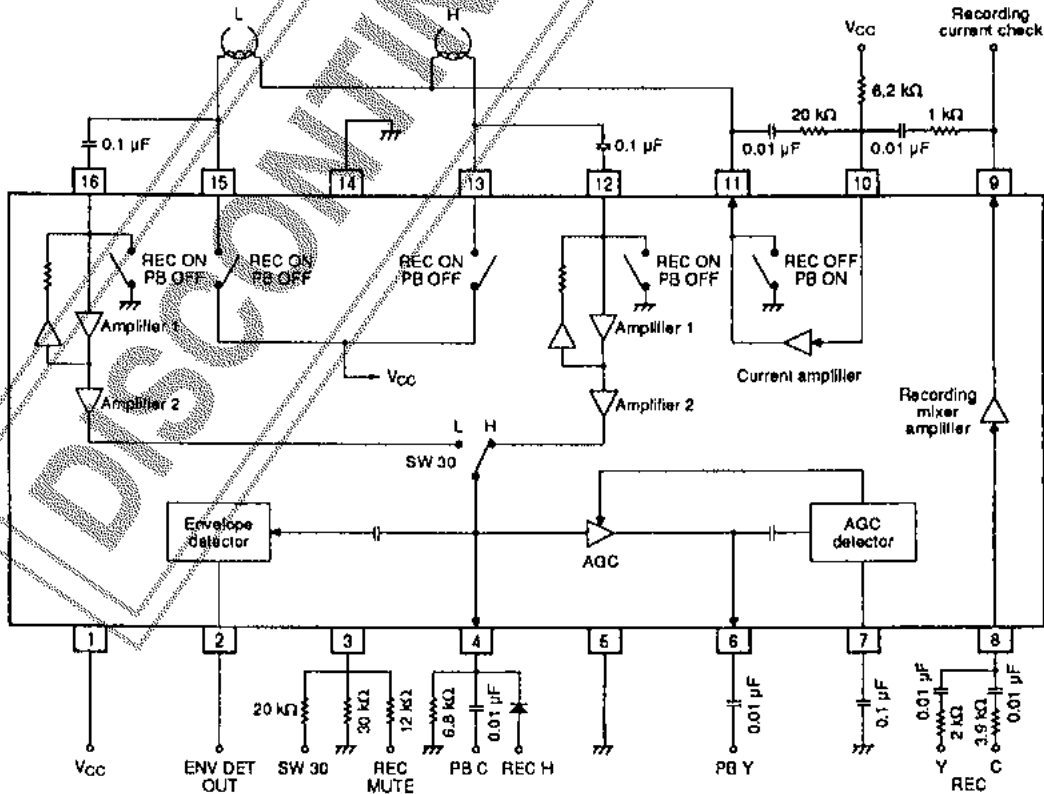 L
H
VCC
Recording
current check
6.2 kΩ
20 kΩ
1 kΩ
0.1 µF
0.1 µF
0.01 µF
0.01 µF
16
15
14
13
12
11
10
9
REC ON
PB OFF
REC ON
PB OFF
REC ON
PB OFF
REC ON
PB OFF
REC OFF
PB ON
Amplifier 1
Amplifier 1
VCC
Current amplifier
Amplifier 2
Amplifier 2
Recording
mixer
amplifier
L
H
SW 30
Envelope
detector
AGC
AGC
detector
1
2
3
4
5
6
7
8
20 kΩ
30 kΩ
12 kΩ
6.8 kΩ
0.01 µF
0.01 µF
0.1 µF
0.01 µF
2 kΩ
3.9 kΩ
0.01 µF
VCC
ENV DET
OUT
SW 30
REC
MUTE
PB C
REC H
PB Y
Y
C
REC
DISCONTIN